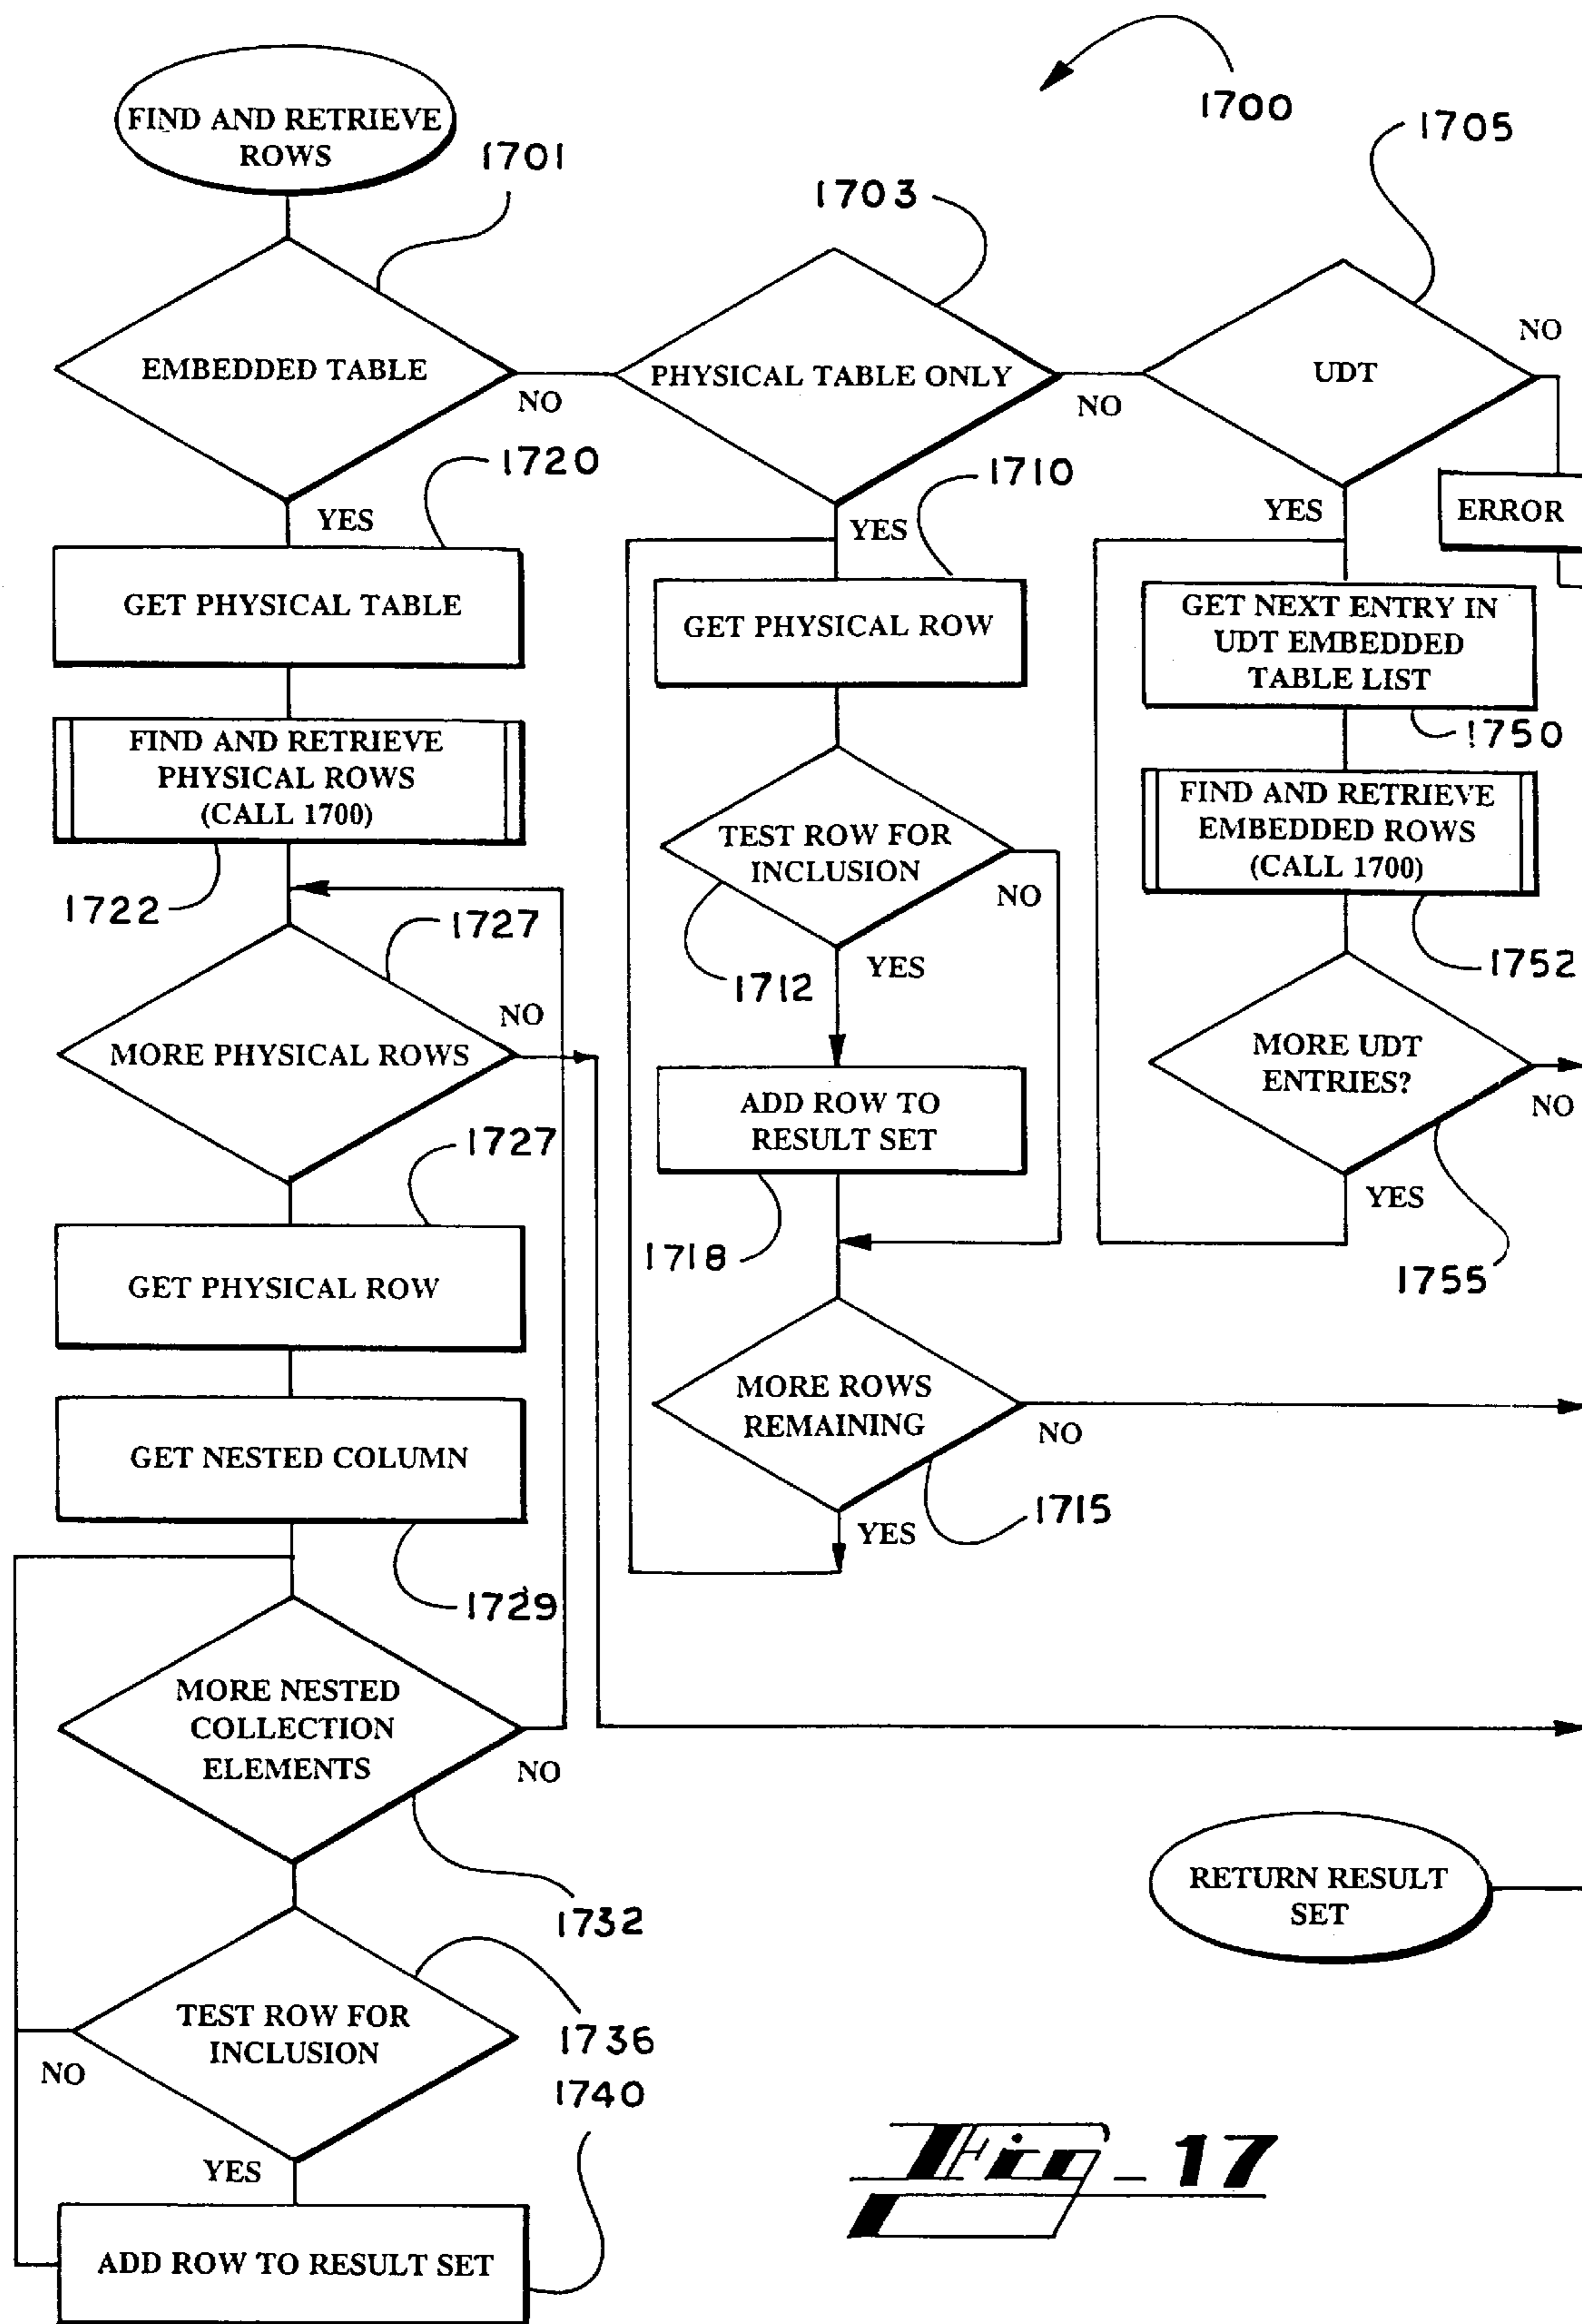 1700
FIND AND RETRIEVE
ROWS
1701
1703
1705
EMBEDDED TABLE
NO
PHYSICAL TABLE ONLY
NO
UDT
NO
YES
1720
YES
1710
YES
ERROR
GET PHYSICAL TABLE
FIND AND RETRIEVE
PHYSICAL ROWS
(CALL 1700)
1722
1727
MORE PHYSICAL ROWS
NO
1727
GET PHYSICAL ROW
GET NESTED COLUMN
1729
MORE NESTED
COLLECTION
ELEMENTS
NO
1732
TEST ROW FOR
INCLUSION
NO
1736
1740
YES
ADD ROW TO RESULT SET
GET PHYSICAL ROW
TEST ROW FOR
INCLUSION
NO
1712
YES
ADD ROW TO
RESULT SET
1718
MORE ROWS
REMAINING
NO
1715
YES
GET NEXT ENTRY IN
UDT EMBEDDED
TABLE LIST
1750
FIND AND RETRIEVE
EMBEDDED ROWS
(CALL 1700)
1752
MORE UDT
ENTRIES?
NO
YES
1755
RETURN RESULT
SET
Fig-17